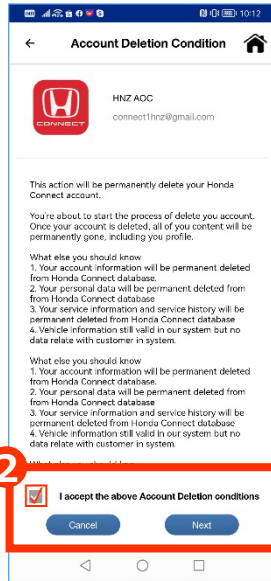 10:12
Account Deletion Condition
HNZ AOC
CONNECT
connect1hnz@gmail.com
This action will be permanently delete your Honda
Connect account.
You're about to start the process of delete you account.
Once your account is deleted, all of you content will be
permanently gone, including you profile.
What else you should know
1. Your account information will be permanent deleted
from Honda Connect database.
2. Your personal data will be permanent deleted from
from Honda Connect database
3. Your service information and service history will be
permanent deleted from Honda Connect database
4. Vehicle information still valid in our system but no
data relate with customer in system.
What else you should know
1. Your account information will be permanent deleted
from Honda Connect database.
2. Your personal data will be permanent deleted from
from Honda Connect database
3. Your service information and service history will be
permanent deleted from Honda Connect database
4. Vehicle information still valid in our system but no
data relate with customer in system.
2
I accept the above Account Deletion conditions
Cancel
Next